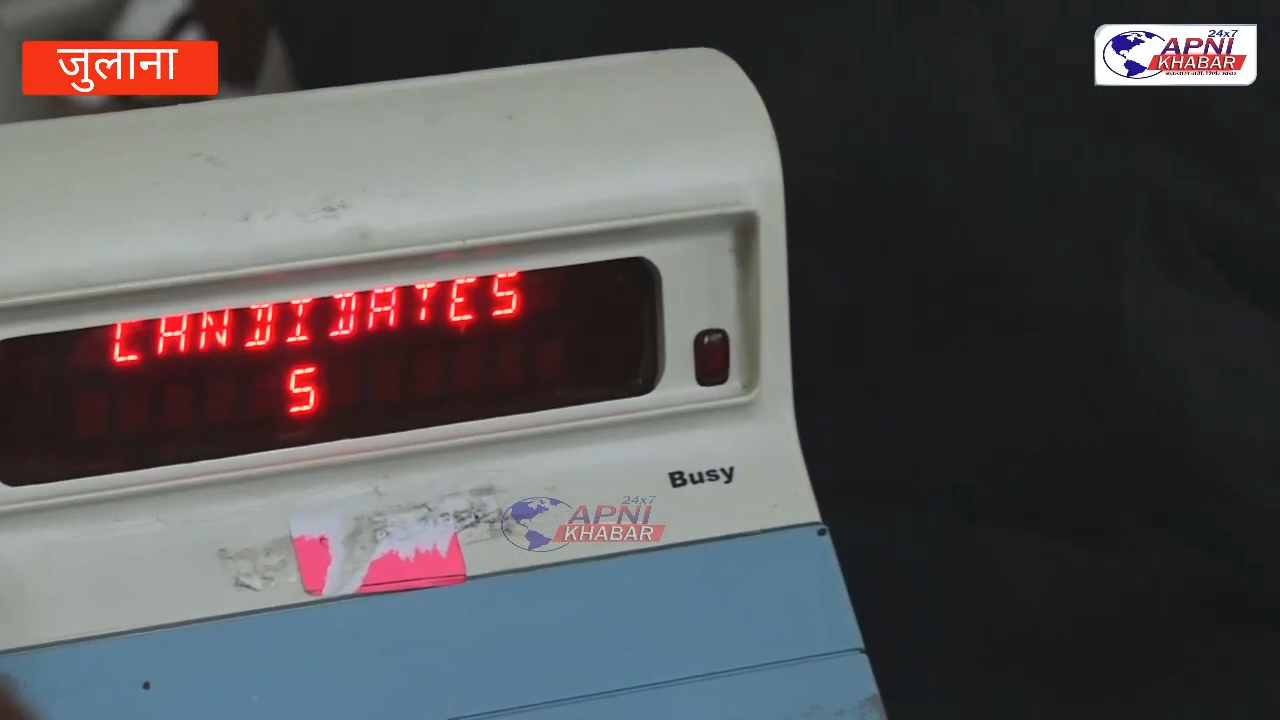 जुलाना
24x7
APNI
KHABAR
CANDIDATES
5
Busy
24x7
APNI
KHABAR